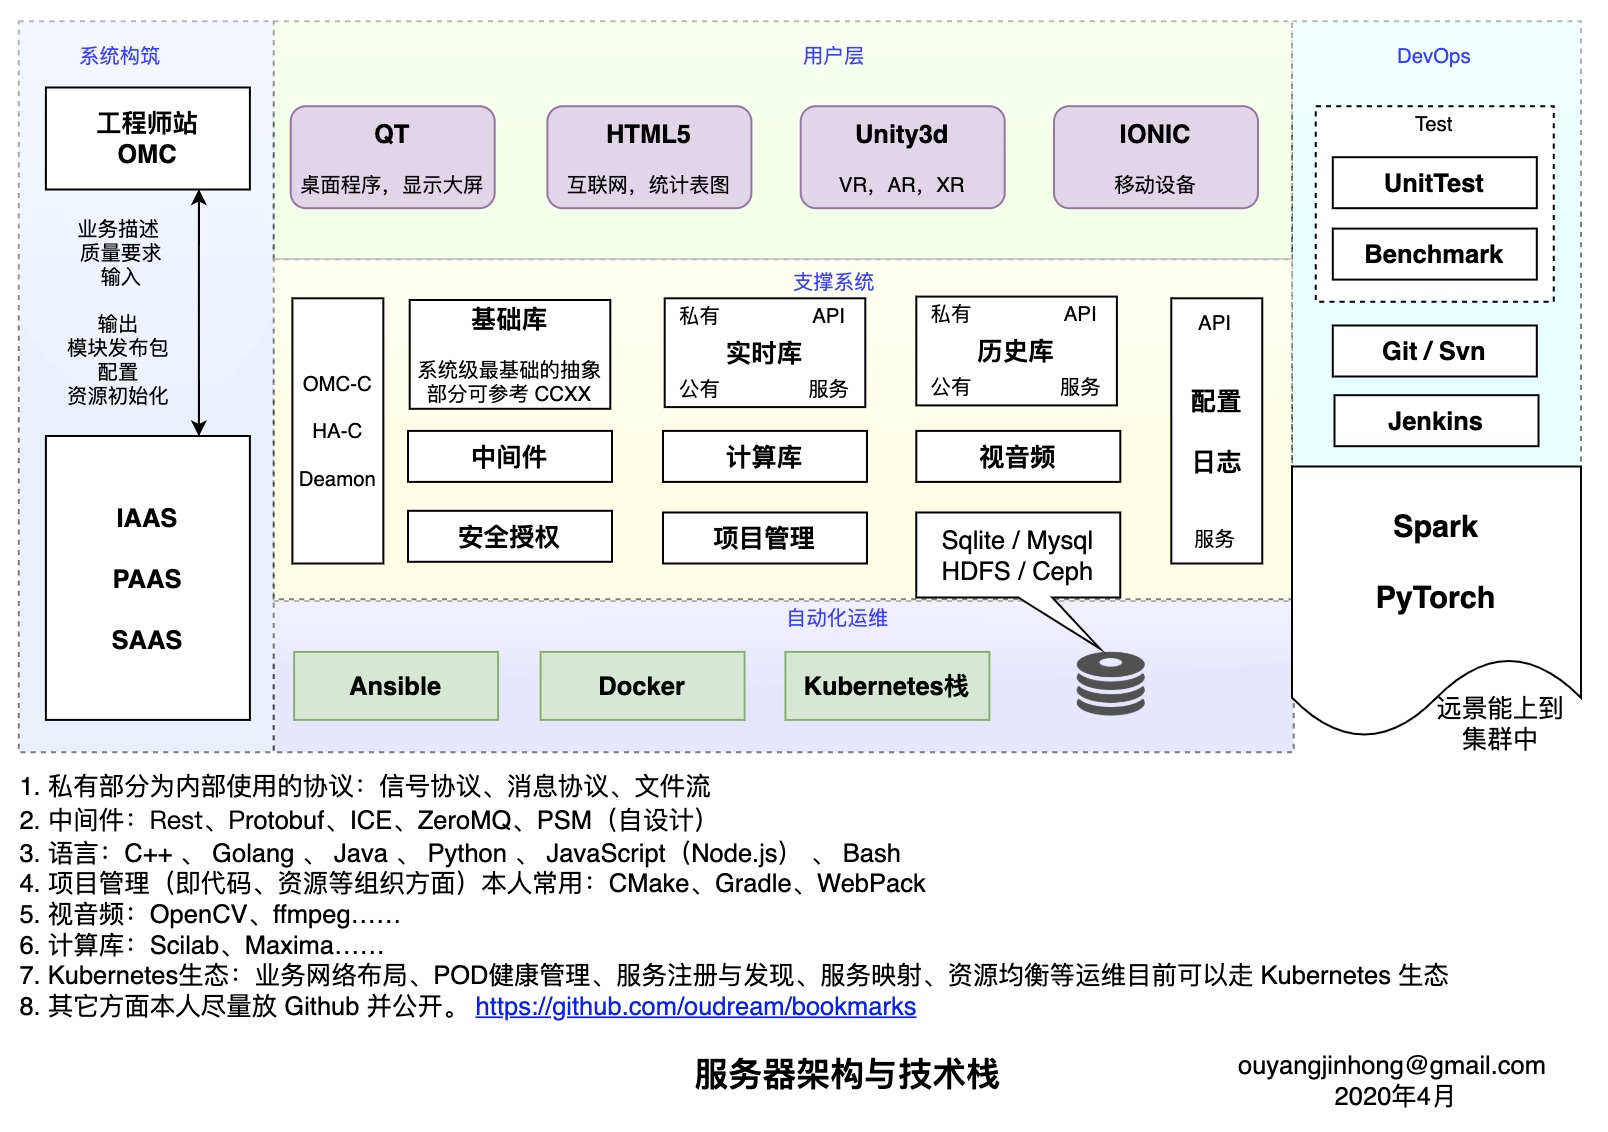 系统构筑
工程师站
OMC
业务描述
质量要求
输入
输出
模块发布包
配置
资源初始化
IAAS
PAAS
SAAS
用户层
QT
桌面程序，显示大屏
HTML5
互联网，统计表图
Unity3d
VR，AR，XR
IONIC
移动设备
支撑系统
OMC-C
HA-C
Deamon
基础库
系统级最基础的抽象
部分可参考 CCXX
私有 API
实时库
公有 服务
私有 API
历史库
公有 服务
中间件
计算库
视音频
安全授权
项目管理
Sqlite / Mysql
HDFS / Ceph
API
配置
日志
服务
自动化运维
Ansible
Docker
Kubernetes栈
DevOps
Test
UnitTest
Benchmark
Git / Svn
Jenkins
Spark
PyTorch
远景能上到
集群中
1. 私有部分为内部使用的协议：信号协议、消息协议、文件流
2. 中间件：Rest、Protobuf、ICE、ZeroMQ、PSM（自设计）
3. 语言：C++ 、 Golang 、 Java 、 Python 、 JavaScript（Node.js） 、 Bash
4. 项目管理（即代码、资源等组织方面）本人常用：CMake、Gradle、WebPack
5. 视音频：OpenCV、ffmpeg……
6. 计算库：Scilab、Maxima……
7. Kubernetes生态：业务网络布局、POD健康管理、服务注册与发现、服务映射、资源均衡等运维目前可以走 Kubernetes 生态
8. 其它方面本人尽量放 Github 并公开。 https://github.com/oudream/bookmarks
服务器架构与技术栈
ouyangjinhong@gmail.com
2020年4月